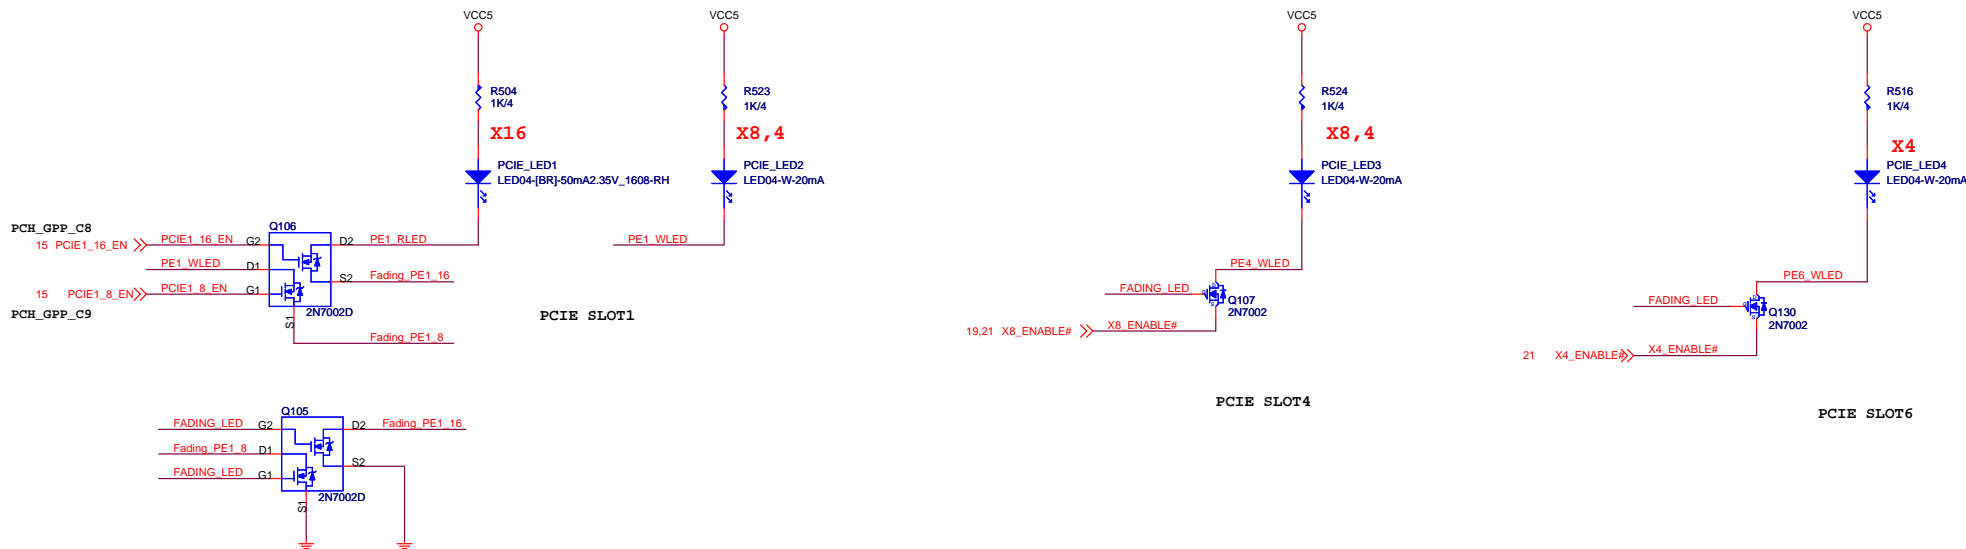 VCC5
R504
1K/4
X16
PCIE_LED1
LED04-[BR]-50mA2.35V_1608-RH
VCC5
R523
1K/4
X8,4
PCIE_LED2
LED04-W-20mA
PE1_WLED
PCH_GPP_C8
15 PCIE1_16_EN
PCIE1_16_EN
G2
Q106
D2
PE1_RLED
PE1_WLED
D1
S2
Fading_PE1_16
15 PCIE1_8_EN
PCIE1_8_EN
G1
PCH_GPP_C9
2N7002D
S1
Fading_PE1_8
PCIE SLOT1
Q105
FADING_LED
G2
D2
Fading_PE1_16
Fading_PE1_8
D1
S2
FADING_LED
G1
2N7002D
S1
VCC5
R524
1K/4
X8,4
PCIE_LED3
LED04-W-20mA
PE4_WLED
FADING_LED
Q107
2N7002
19,21 X8_ENABLE#
X8_ENABLE#
PCIE SLOT4
VCC5
R516
1K/4
X4
PCIE_LED4
LED04-W-20mA
PE6_WLED
FADING_LED
Q130
2N7002
21 X4_ENABLE#
X4_ENABLE#
PCIE SLOT6